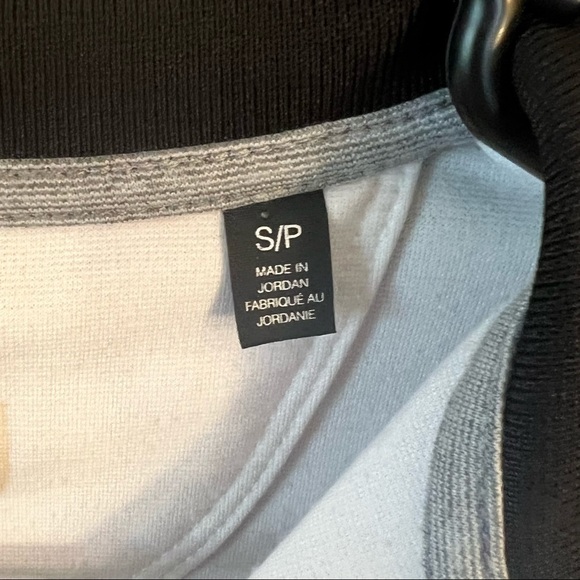 S/P
MADE IN
JORDAN
FABRIQUÉ AU
JORDANIE